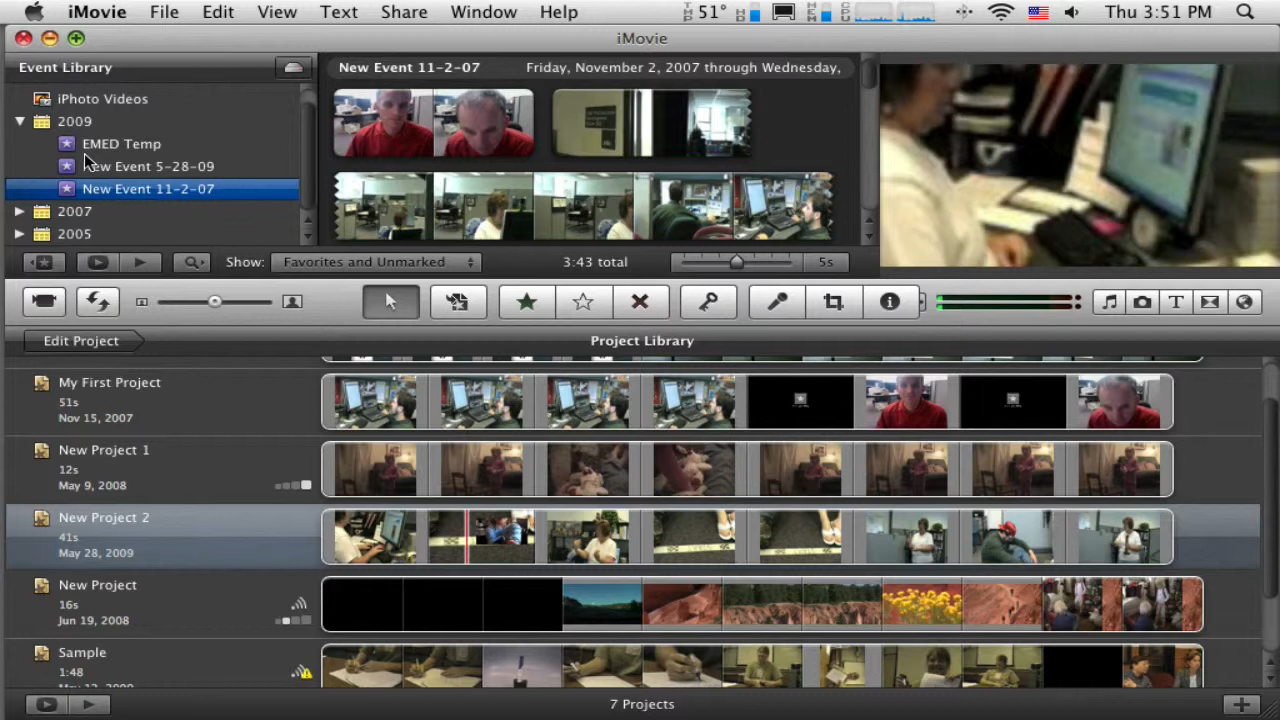 iMovie File Edit View Text Share Window Help 51° Thu 3:51 PM
iMovie
Event Library
New Event 11-2-07 Friday, November 2, 2007 through Wednesday,
iPhoto Videos
2009
EMED Temp
New Event 5-28-09
New Event 11-2-07
2007
2005
Show: Favorites and Unmarked 3:43 total 5s
Edit Project Project Library
My First Project
51s
Nov 15, 2007
New Project 1
12s
May 9, 2008
New Project 2
41s
May 28, 2009
New Project
16s
Jun 19, 2008
Sample
1:48
7 Projects